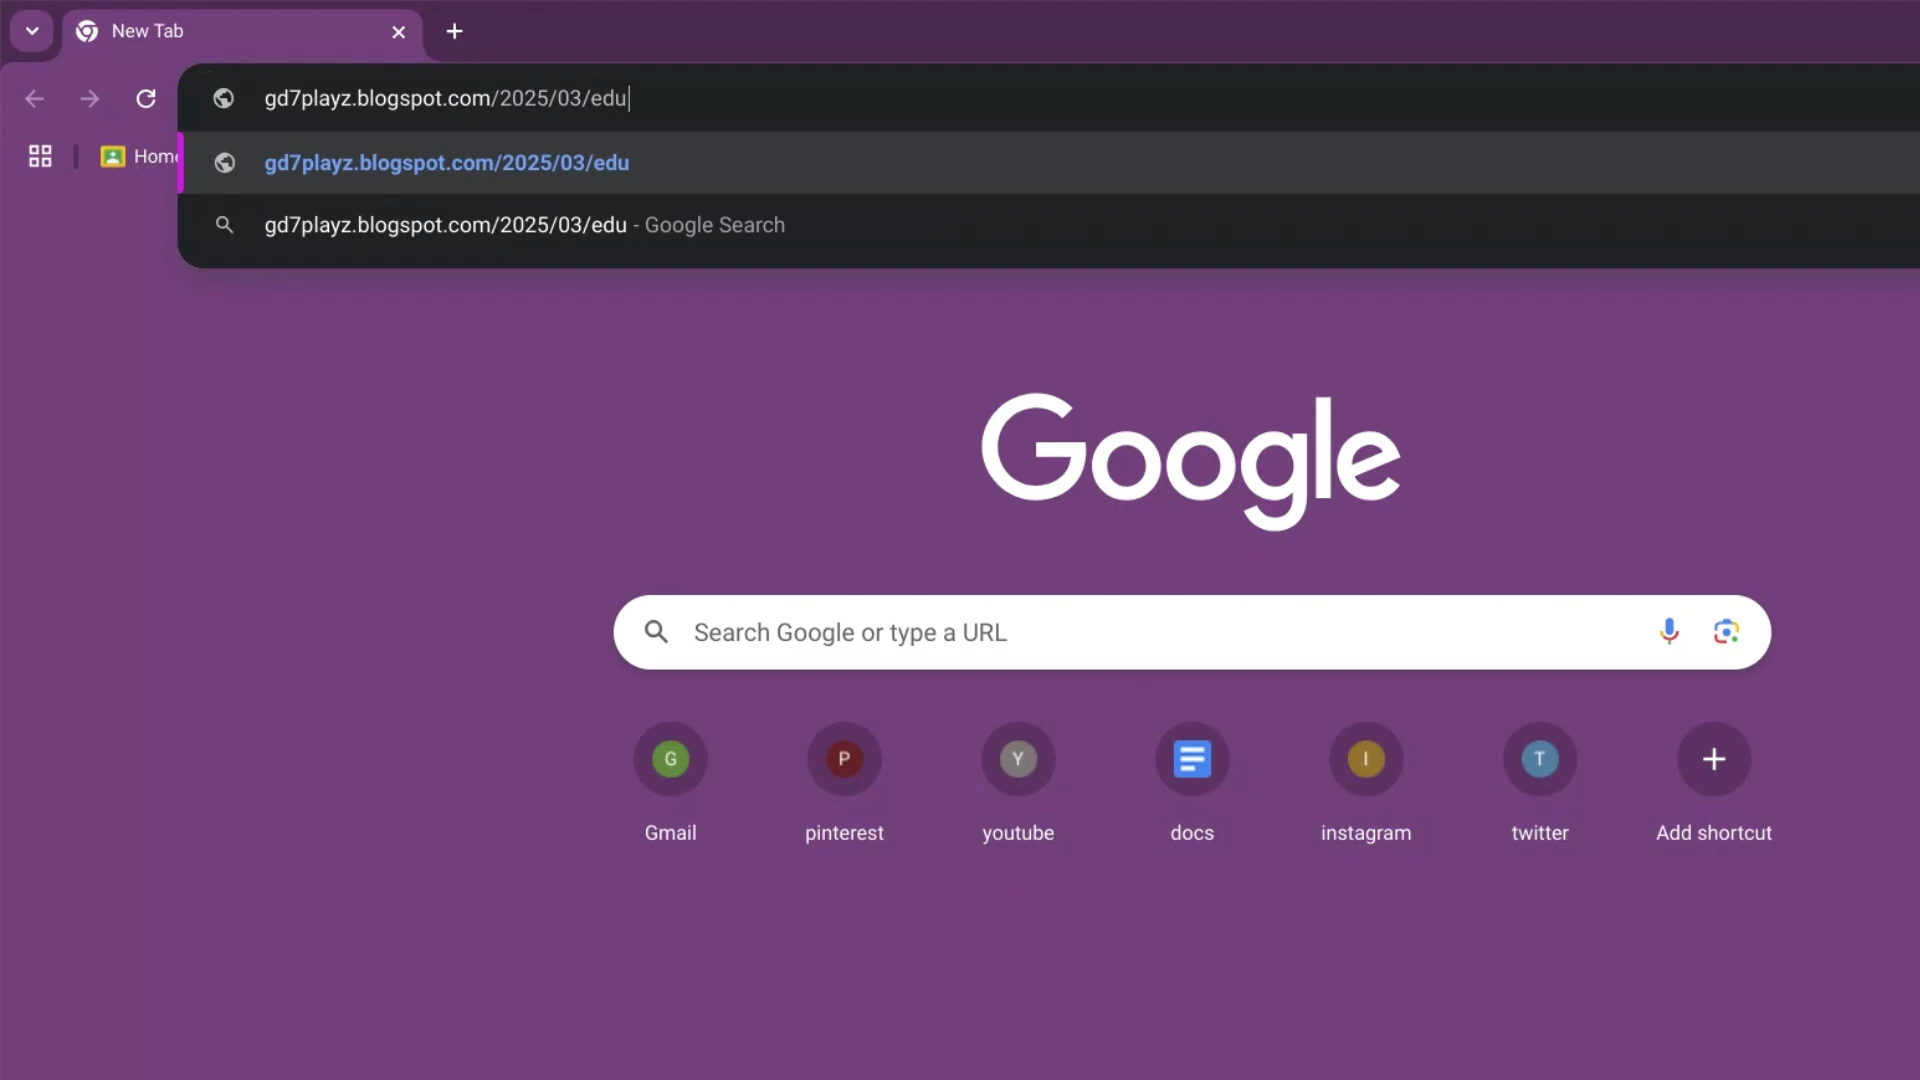 New Tab
gd7playz.blogspot.com/2025/03/edu
Home
gd7playz.blogspot.com/2025/03/edu
gd7playz.blogspot.com/2025/03/edu - Google Search
Google
Search Google or type a URL
G P Y I T
Gmail pinterest youtube docs instagram twitter Add shortcut